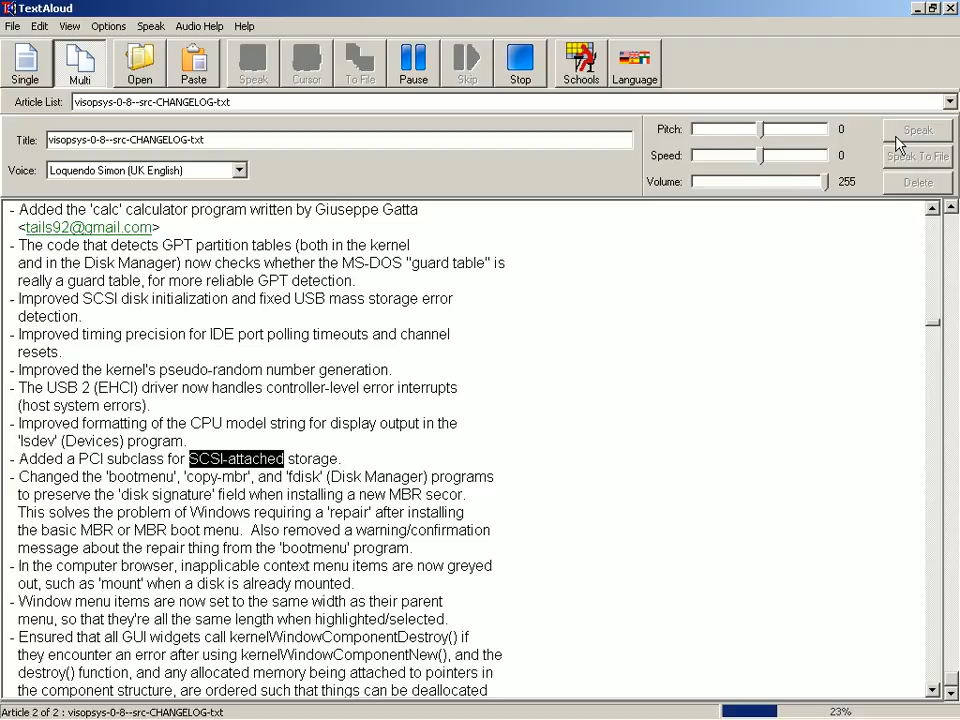 TextAloud
File Edit View Options Speak Audio Help Help
Single Multi Open Paste Speak Cursor To File Pause Skip Stop Schools Language
Article List: visopsys-0-8--src-CHANGELOG-txt
Title: visopsys-0-8--src-CHANGELOG-txt
Voice: Loquendo Simon (UK English)
Pitch: 0 Speak
Speed: 0 Speak To File
Volume: 255 Delete
- Added the 'calc' calculator program written by Giuseppe Gatta
<tails92@gmail.com>
- The code that detects GPT partition tables (both in the kernel
and in the Disk Manager) now checks whether the MS-DOS "guard table" is
really a guard table, for more reliable GPT detection.
- Improved SCSI disk initialization and fixed USB mass storage error
detection.
- Improved timing precision for IDE port polling timeouts and channel
resets.
- Improved the kernel's pseudo-random number generation.
- The USB 2 (EHCI) driver now handles controller-level error interrupts
(host system errors).
- Improved formatting of the CPU model string for display output in the
'lsdev' (Devices) program.
- Added a PCI subclass for SCSI-attached storage.
- Changed the 'bootmenu', 'copy-mbr', and 'fdisk' (Disk Manager) programs
to preserve the 'disk signature' field when installing a new MBR secor.
This solves the problem of Windows requiring a 'repair' after installing
the basic MBR or MBR boot menu.  Also removed a warning/confirmation
message about the repair thing from the 'bootmenu' program.
- In the computer browser, inapplicable context menu items are now greyed
out, such as 'mount' when a disk is already mounted.
- Window menu items are now set to the same width as their parent
menu, so that they're all the same length when highlighted/selected.
- Ensured that all GUI widgets call kernelWindowComponentDestroy() if
they encounter an error after using kernelWindowComponentNew(), and the
destroy() function, and any allocated memory being attached to pointers in
the component structure, are ordered such that things can be deallocated
Article 2 of 2 : visopsys-0-8--src-CHANGELOG-txt 23%